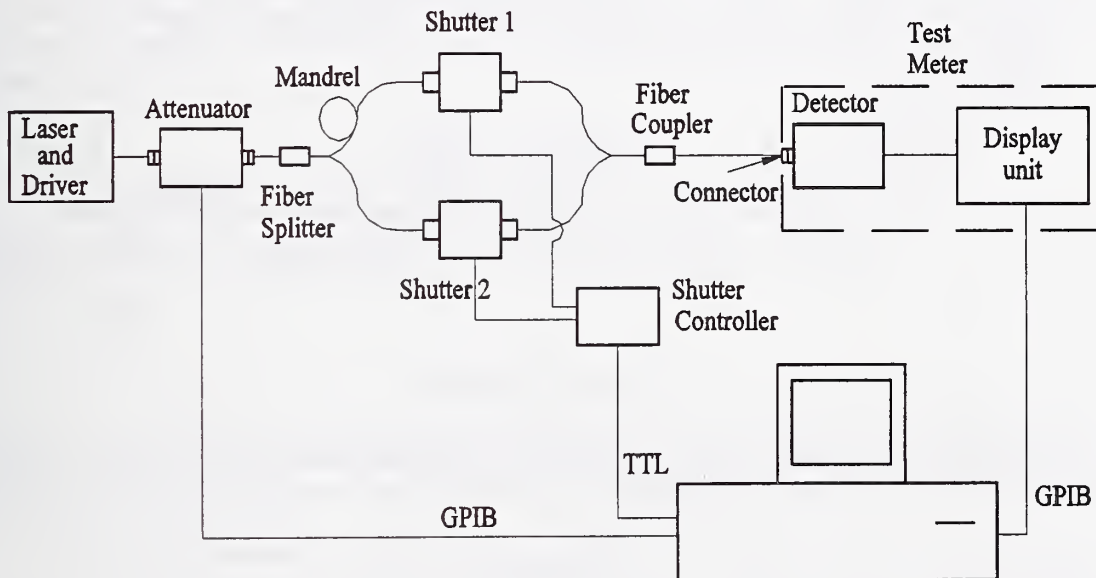 Shutter 1
Test
Meter
Mandrel
Attenuator
Fiber
Coupler
Detector
Laser
and
Driver
Display
unit
Connector
Fiber
Splitter
Shutter 2
Shutter
Controller
TTL
GPIB
GPIB